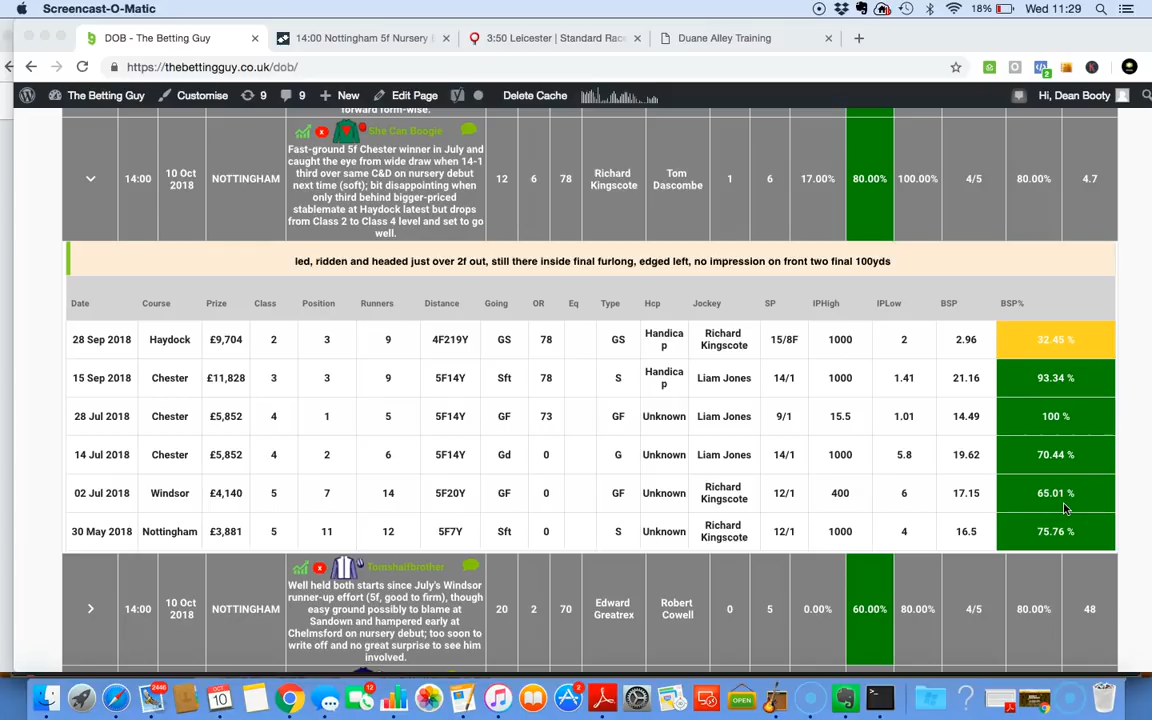 Screencast-O-Matic
18%
Wed 11:29
DOB - The Betting Guy
14:00 Nottingham 5f Nursery
3:50 Leicester | Standard Race
Duane Alley Training
https://thebettingguy.co.uk/dob/
The Betting Guy
Customise
9
9
New
Edit Page
Delete Cache
Hi, Dean Booty
forward form-wise.
She Can Boogie
Fast-ground 5f Chester winner in July and
caught the eye from wide draw when 14-1
third over same C&D on nursery debut
next time (soft); bit disappointing when
only third behind bigger-priced
stablemate at Haydock latest but drops
from Class 2 to Class 4 level and set to go
well.
14:00 10 Oct 2018 NOTTINGHAM 12 6 78 Richard Kingscote Tom Dascombe 1 6 17.00% 80.00% 100.00% 4/5 80.00% 4.7
led, ridden and headed just over 2f out, still there inside final furlong, edged left, no impression on front two final 100yds
Date Course Prize Class Position Runners Distance Going OR Eq Type Hcp Jockey SP IPHigh IPLow BSP BSP%
28 Sep 2018 Haydock £9,704 2 3 9 4F219Y GS 78 GS Handicap Richard Kingscote 15/8F 1000 2 2.96 32.45 %
15 Sep 2018 Chester £11,828 3 3 9 5F14Y Sft 78 S Handicap Liam Jones 14/1 1000 1.41 21.16 93.34 %
28 Jul 2018 Chester £5,852 4 1 5 5F14Y GF 73 GF Unknown Liam Jones 9/1 15.5 1.01 14.49 100 %
14 Jul 2018 Chester £5,852 4 2 6 5F14Y Gd 0 G Unknown Liam Jones 14/1 1000 5.8 19.62 70.44 %
02 Jul 2018 Windsor £4,140 5 7 14 5F20Y GF 0 GF Unknown Richard Kingscote 12/1 400 6 17.15 65.01 %
30 May 2018 Nottingham £3,881 5 11 12 5F7Y Sft 0 S Unknown Richard Kingscote 12/1 1000 4 16.5 75.76 %
Tomshalfbrother
Well held both starts since July's Windsor
runner-up effort (5f, good to firm), though
easy ground possibly to blame at
Sandown and hampered early at
Chelmsford on nursery debut; too soon to
write off and no great surprise to see him
involved.
14:00 10 Oct 2018 NOTTINGHAM 20 2 70 Edward Greatrex Robert Cowell 0 5 0.00% 60.00% 80.00% 4/5 80.00% 48
2440
OCT
10
12
2
OPEN